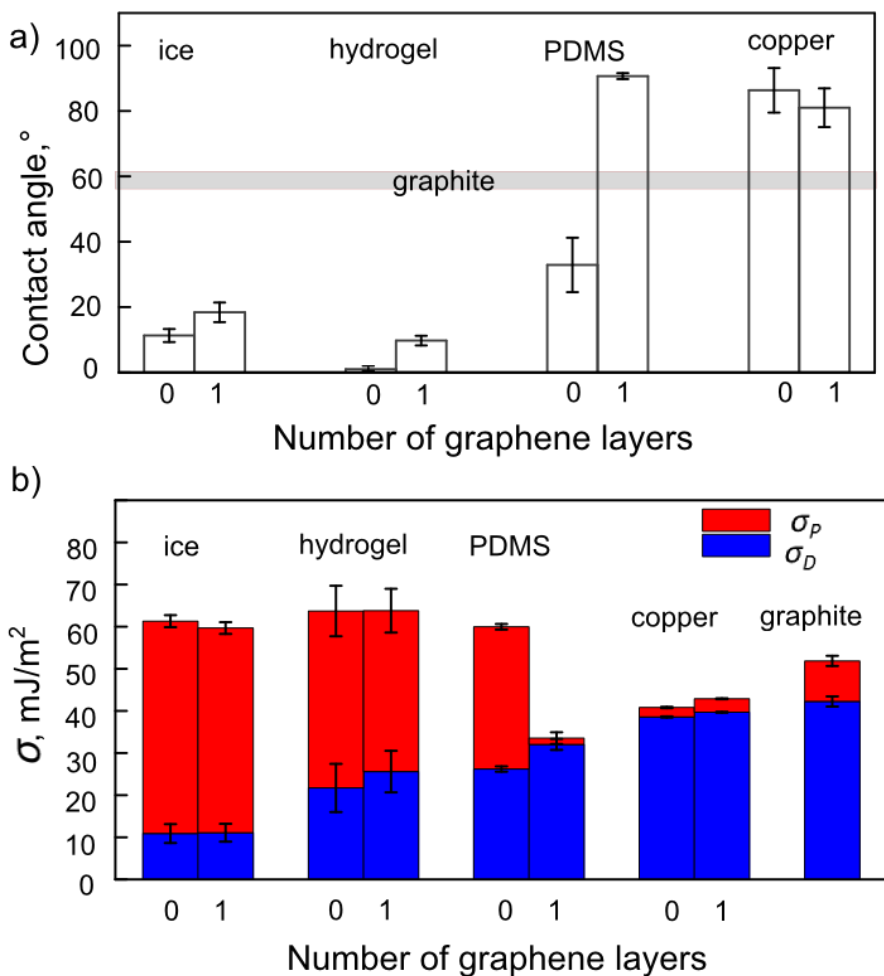 a)
ice hydrogel PDMS copper
100
80
60
40
20
0
graphite
Contact angle,°
0 1 0 1 0 1 0 1
Number of graphene layers
b)
σP
σD
ice hydrogel PDMS
copper graphite
80
70
60
50
40
30
20
10
0
σ, mJ/m²
0 1 0 1 0 1 0 1
Number of graphene layers